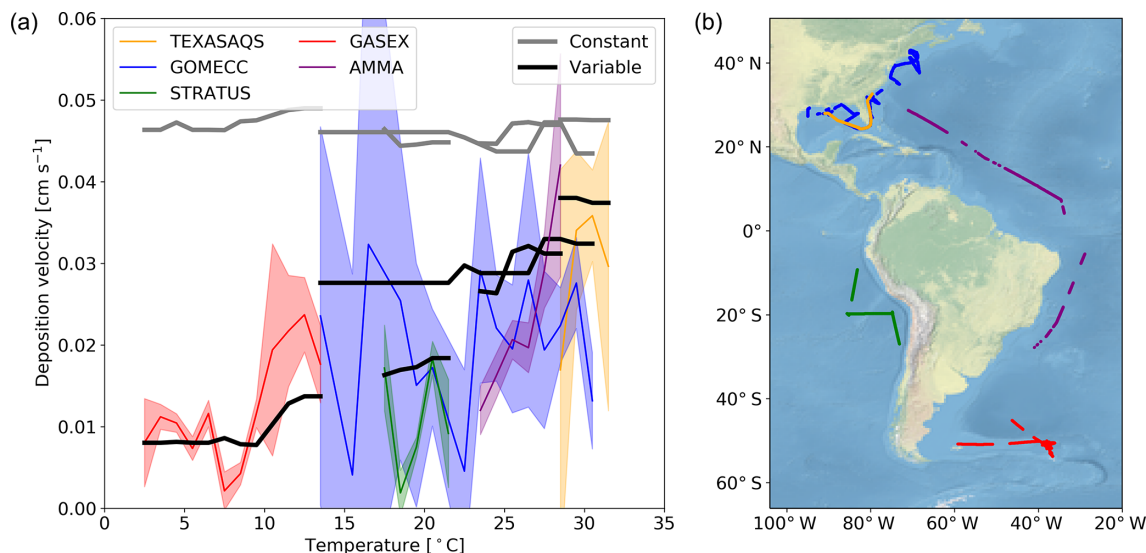 (a)
0.06
0.05
0.04
0.03
0.02
0.01
0.00
Deposition velocity [cm s⁻¹]
TEXASAQS
GOMECC
STRATUS
GASEX
AMMA
Constant
Variable
0 5 10 15 20 25 30 35
Temperature [°C]
(b)
40° N
20° N
0°
20° S
40° S
60° S
104° W 80° W 60° W 40° W 20° W